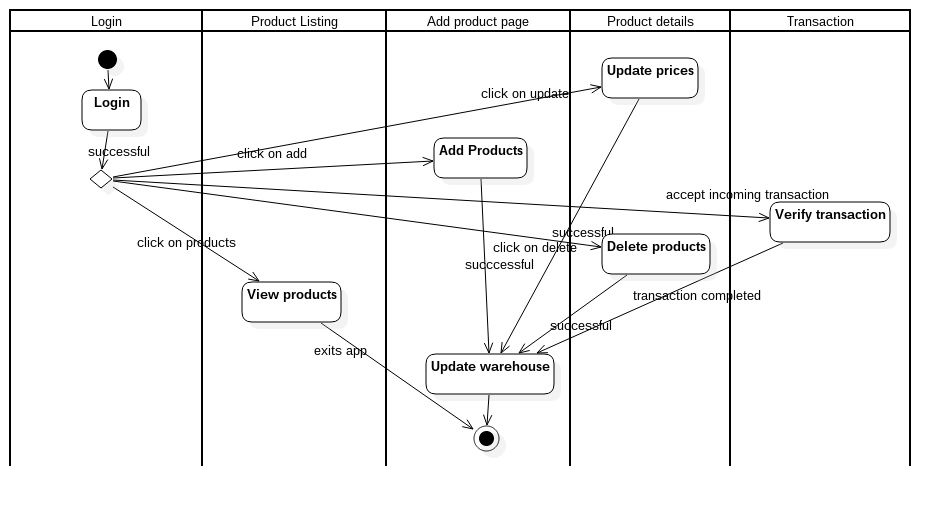 Login
Product Listing
Add product page
Product details
Transaction
Update prices
click on update
Login
successful
click on add
Add Products
accept incoming transaction
Verify transaction
click on products
successful
click on delete
Delete products
succcessful
View products
transaction completed
successful
exits app
Update warehouse